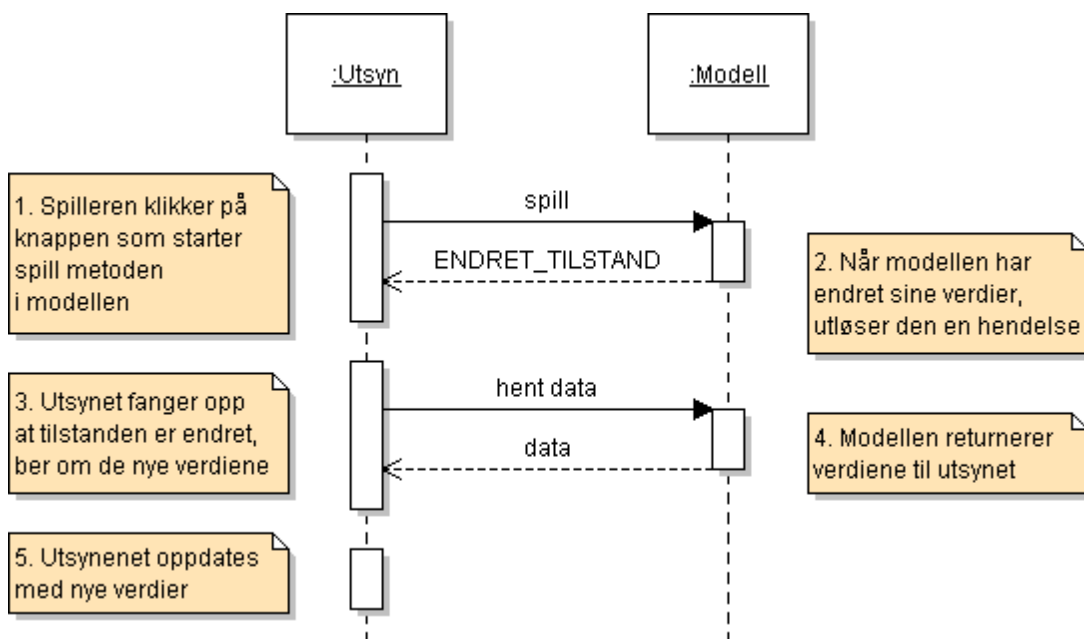 :Utsyn
:Modell
1. Spilleren klikker på
knappen som starter
spill metoden
i modellen
spill
ENDRET_TILSTAND
2. Når modellen har
endret sine verdier,
utløser den en hendelse
3. Utsynet fanger opp
at tilstanden er endret,
ber om de nye verdiene
hent data
data
4. Modellen returnerer
verdiene til utsynet
5. Utsynenet oppdates
med nye verdier